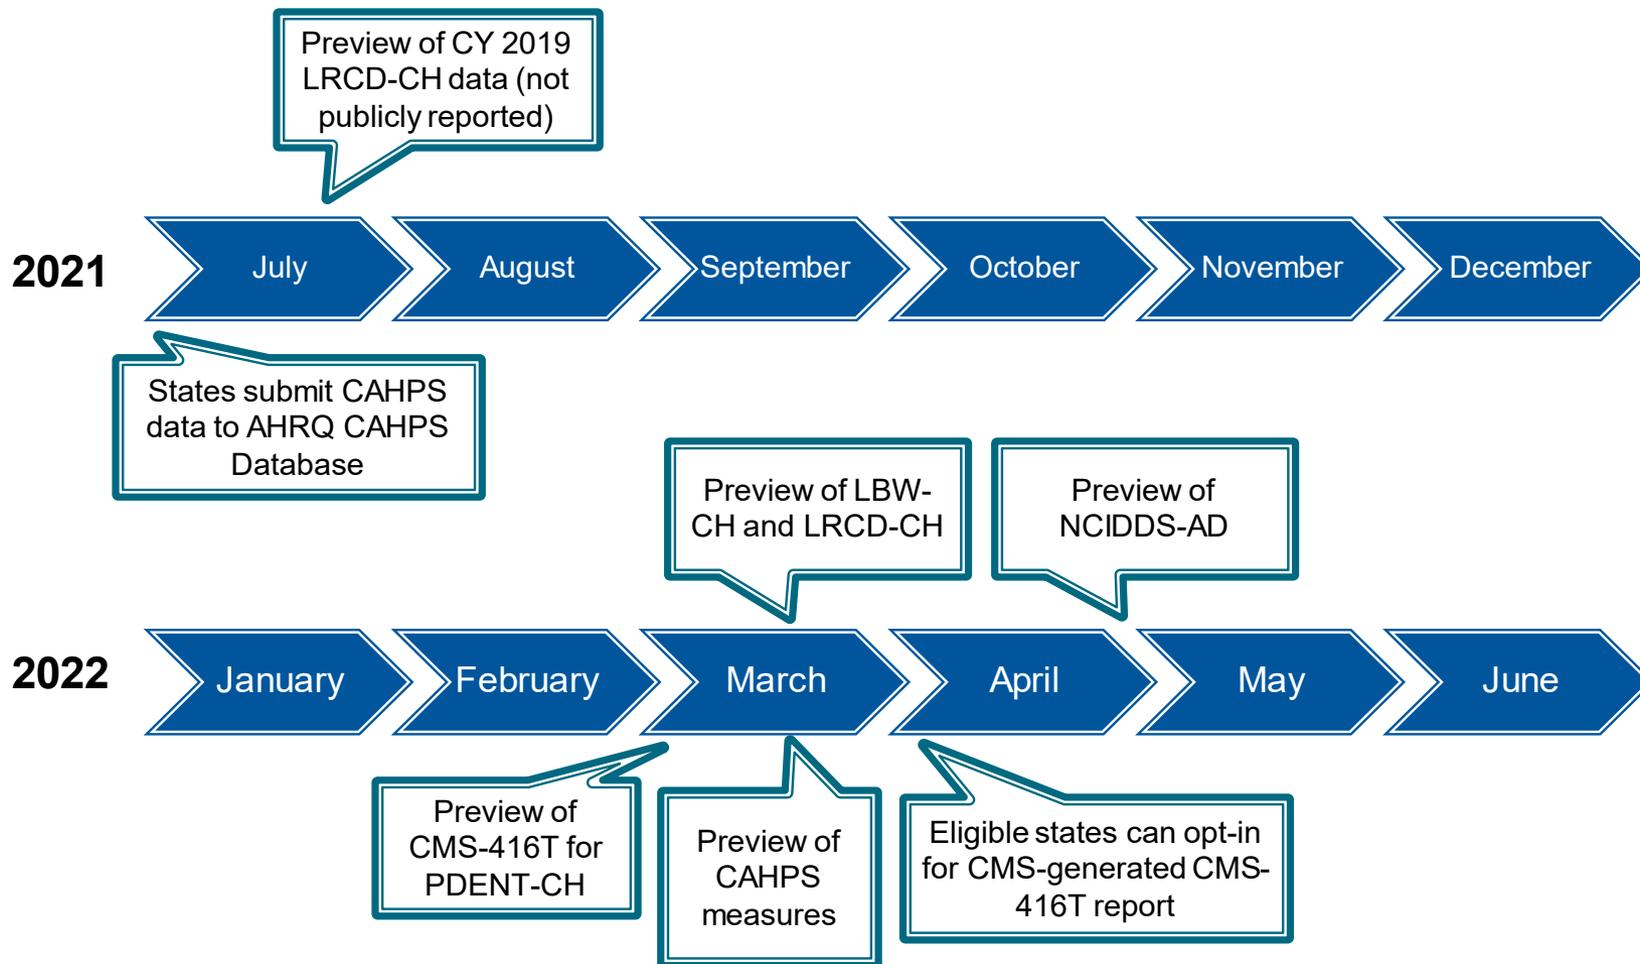 Preview of CY 2019
LRCD-CH data (not
publicly reported)
2021
July
August
September
October
November
December
States submit CAHPS
data to AHRQ CAHPS
Database
Preview of LBW-
CH and LRCD-CH
Preview of
NCIDDS-AD
2022
January
February
March
April
May
June
Preview of
CMS-416T for
PDENT-CH
Preview of
CAHPS
measures
Eligible states can opt-in
for CMS-generated CMS-
416T report